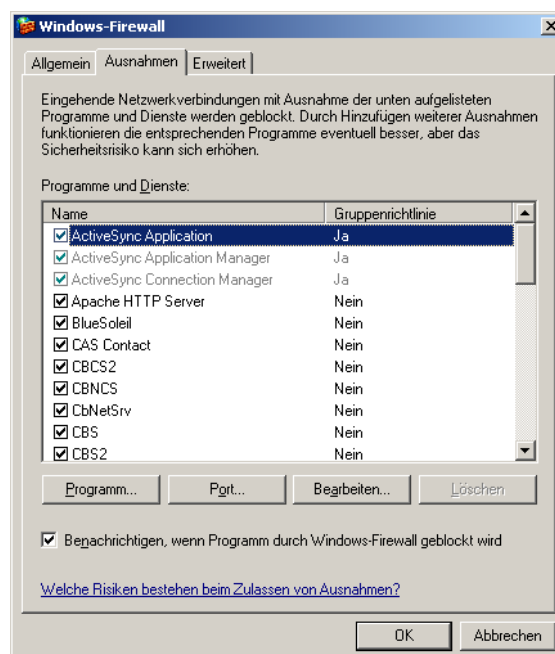 Windows-Firewall
Allgemein Ausnahmen Erweitert
Eingehende Netzwerkverbindungen mit Ausnahme der unten aufgelisteten
Programme und Dienste werden geblockt. Durch Hinzufügen weiterer Ausnahmen
funktionieren die entsprechenden Programme eventuell besser, aber das
Sicherheitsrisiko kann sich erhöhen.
Programme und Dienste:
Name Gruppenrichtlinie
ActiveSync Application Ja
ActiveSync Application Manager Ja
ActiveSync Connection Manager Ja
Apache HTTP Server Nein
BlueSoleil Nein
CAS Contact Nein
CBCS2 Nein
CBNCS Nein
CbNetSrv Nein
CBS Nein
CBS2 Nein
Programm... Port... Bearbeiten... Löschen
Benachrichtigen, wenn Programm durch Windows-Firewall geblockt wird
Welche Risiken bestehen beim Zulassen von Ausnahmen?
OK Abbrechen